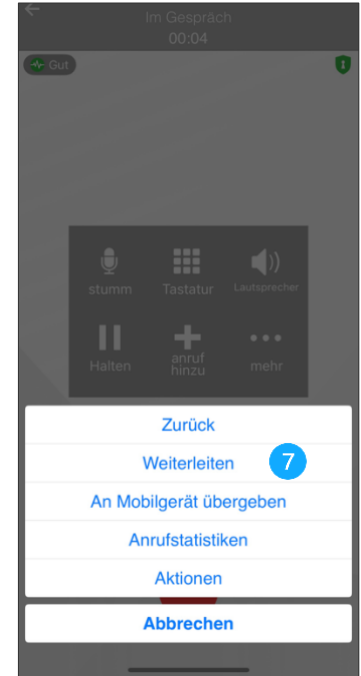 Im Gespräch
00:04
Gut
stumm
Tastatur
Lautsprecher
Halten
anruf
hinzu
mehr
Zurück
Weiterleiten
7
An Mobilgerät übergeben
Anrufstatistiken
Aktionen
Abbrechen